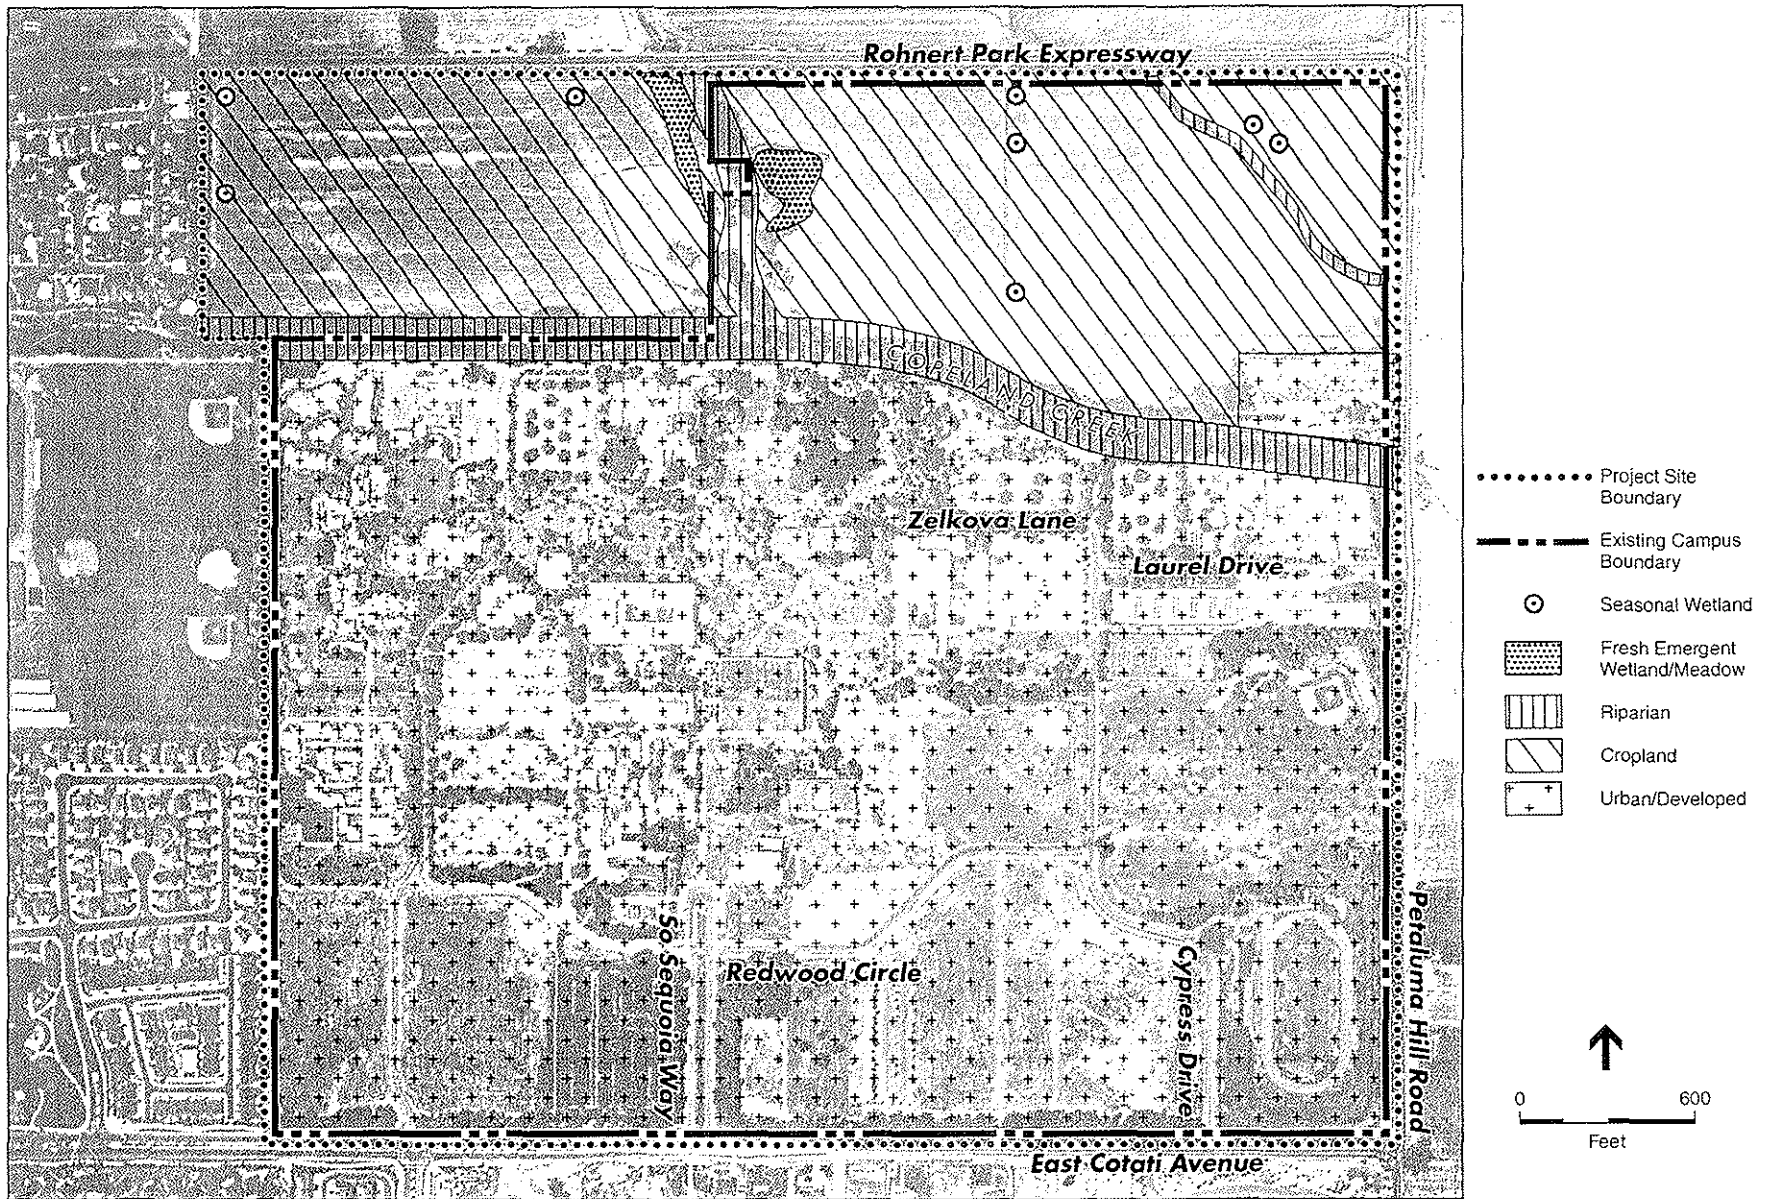 Rohnert Park Expressway
COPELAND CREEK
Zelkova Lane
Laurel Drive
So Sequoia Way
Redwood Circle
Cypress Drive
Petaluma Hill Road
East Cotati Avenue
Project Site
Boundary
Existing Campus
Boundary
Seasonal Wetland
Fresh Emergent
Wetland/Meadow
Riparian
Cropland
Urban/Developed
0 600
Feet